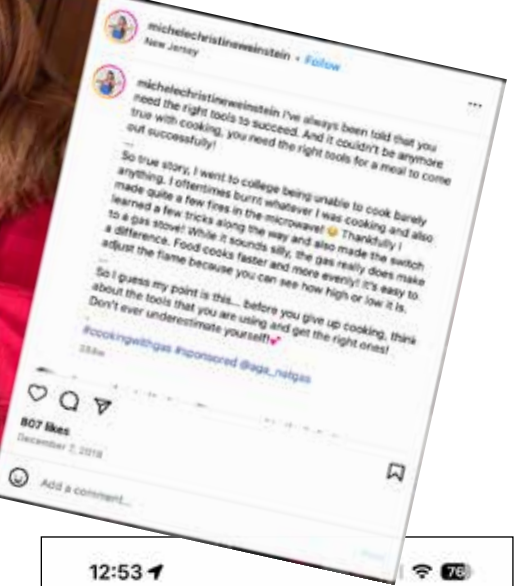 michelechristineweinstein • Follow
New Jersey
...
michelechristineweinstein I've always been told that you
need the right tools to succeed. And it couldn't be anymore
true with cooking, you need the right tools for a meal to come
out successfully!
...
So true story, I went to college being unable to cook barely
anything. I oftentimes burnt whatever I was cooking and also
made quite a few fires in the microwave! 😅 Thankfully I
learned a few tricks along the way and also made the switch
to a gas stove! While it sounds silly, the gas really does make
a difference. Food cooks faster and more evenly! It's easy to
adjust the flame because you can see how high or low it is.
...
So I guess my point is this... before you give up cooking, think
about the tools that you are using and get the right ones!
Don't ever underestimate yourself!💕
.
#cookingwithgas #sponsored @aga_natgas
807 likes
December 7, 2018
Add a comment...
12:53
76